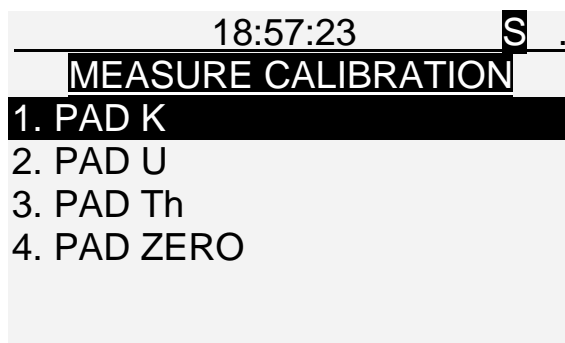 18:57:23 S .
MEASURE CALIBRATION
1. PAD K
2. PAD U
3. PAD Th
4. PAD ZERO